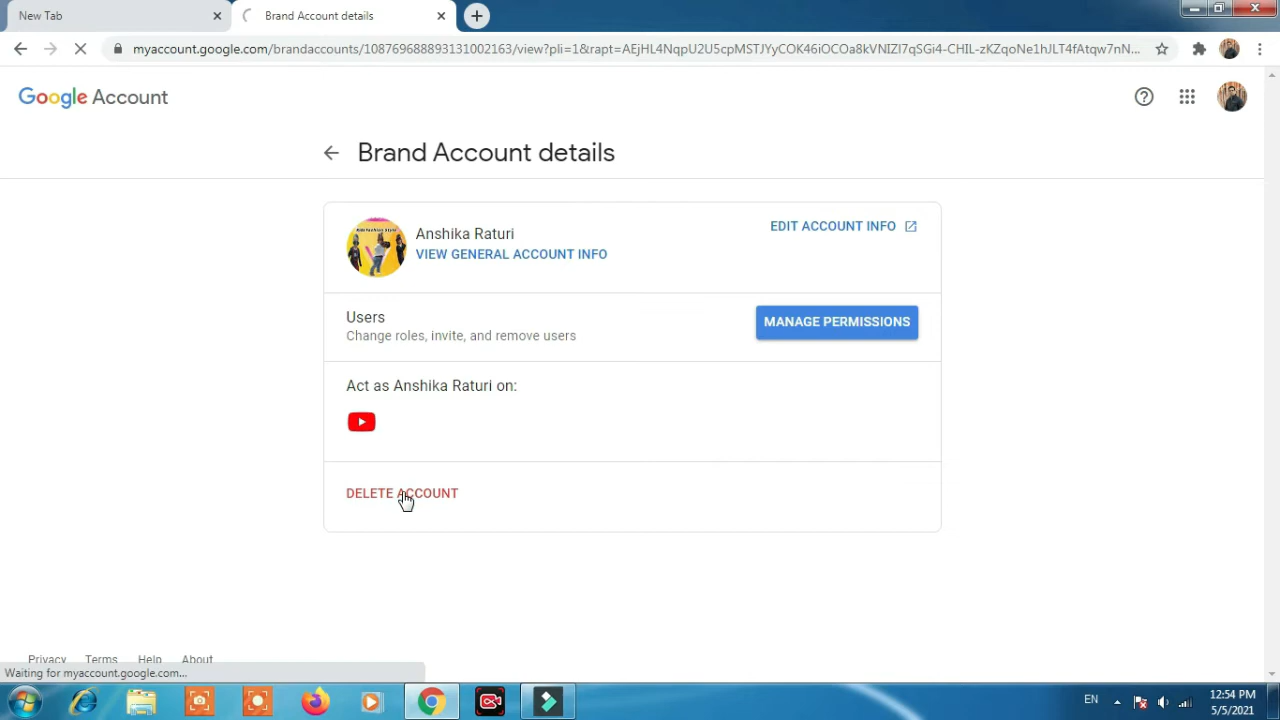 New Tab
Brand Account details
myaccount.google.com/brandaccounts/108769688893131002163/view?pli=1&rapt=AEjHL4NqpU2U5cpMSTJYyCOK46iOCOa8kVNIZl7qSGi4-CHIL-zKZqoNe1hJLT4fAtqw7nN...
Google Account
Brand Account details
Anshika Raturi
VIEW GENERAL ACCOUNT INFO
EDIT ACCOUNT INFO
Users
Change roles, invite, and remove users
MANAGE PERMISSIONS
Act as Anshika Raturi on:
DELETE ACCOUNT
Privacy Terms Help About
Waiting for myaccount.google.com...
EN
12:54 PM
5/5/2021